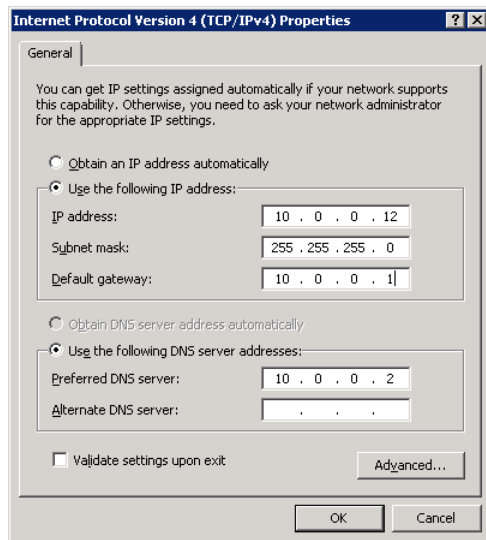 Internet Protocol Version 4 (TCP/IPv4) Properties ? X
General
You can get IP settings assigned automatically if your network supports
this capability. Otherwise, you need to ask your network administrator
for the appropriate IP settings.
Obtain an IP address automatically
Use the following IP address:
IP address: 10 . 0 . 0 . 12
Subnet mask: 255 . 255 . 255 . 0
Default gateway: 10 . 0 . 0 . 1
Obtain DNS server address automatically
Use the following DNS server addresses:
Preferred DNS server: 10 . 0 . 0 . 2
Alternate DNS server: . . .
Validate settings upon exit
Advanced...
OK Cancel